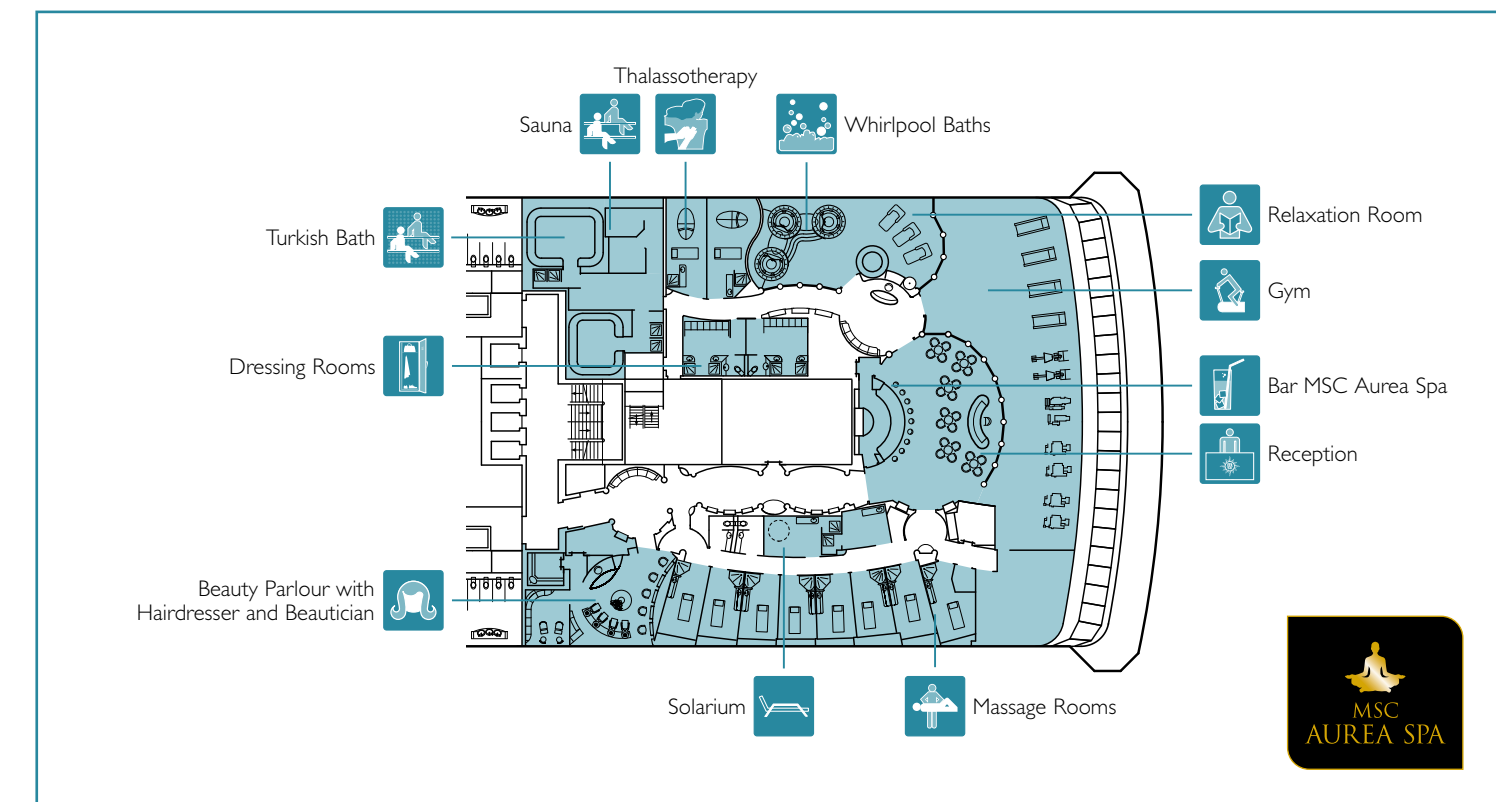 Thalassotherapy
Sauna
Whirlpool Baths
Turkish Bath
Relaxation Room
Gym
Dressing Rooms
Bar MSC Aurea Spa
Reception
Beauty Parlour with
Hairdresser and Beautician
Solarium
Massage Rooms
MSC
AUREA SPA